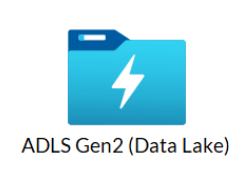 ADLS Gen2 (Data Lake)